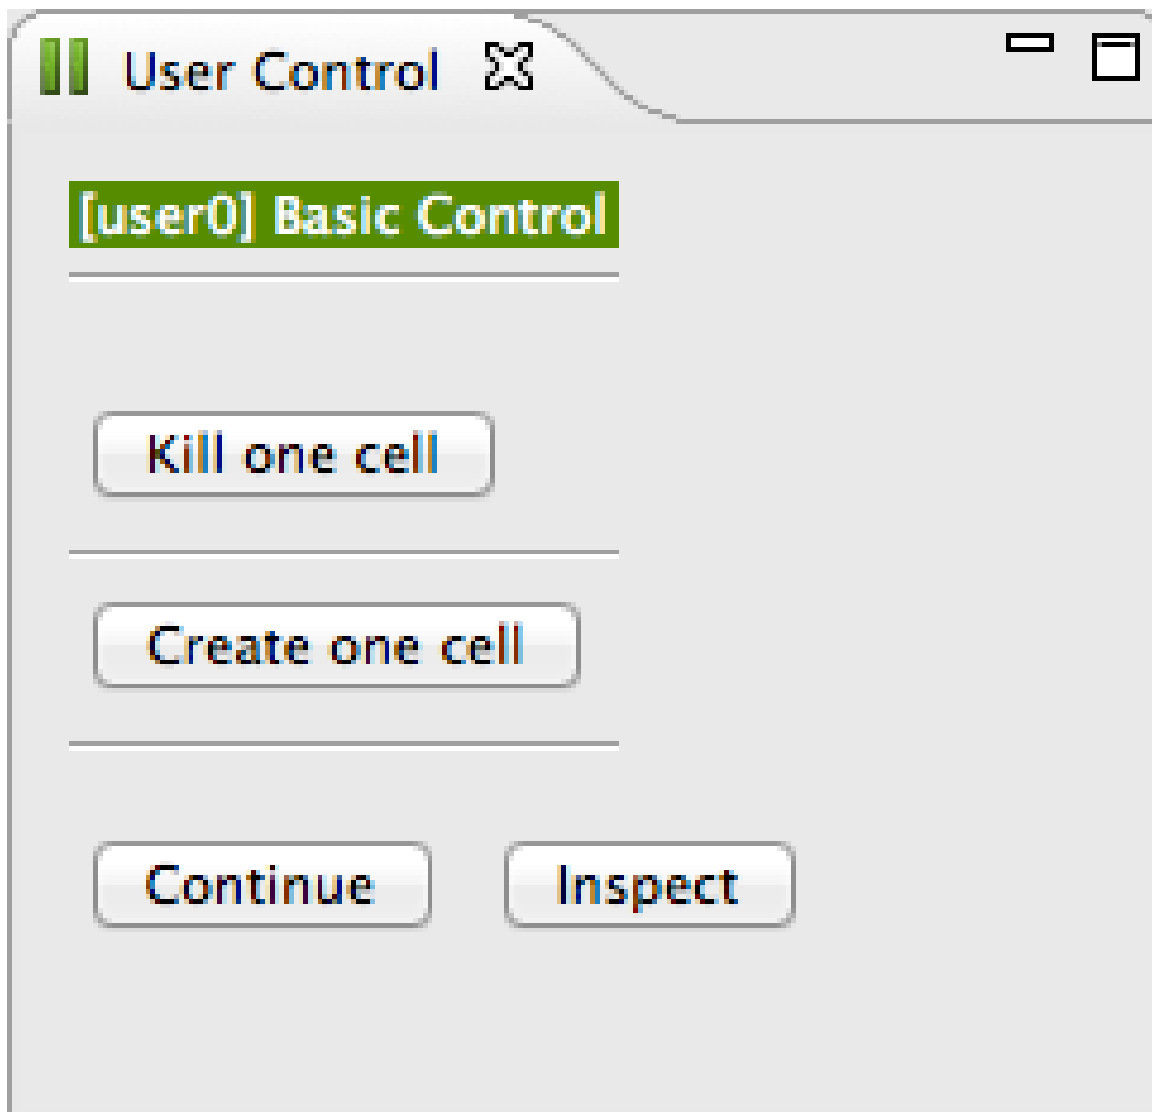 User Control
[user0] Basic Control
Kill one cell
Create one cell
Continue
Inspect